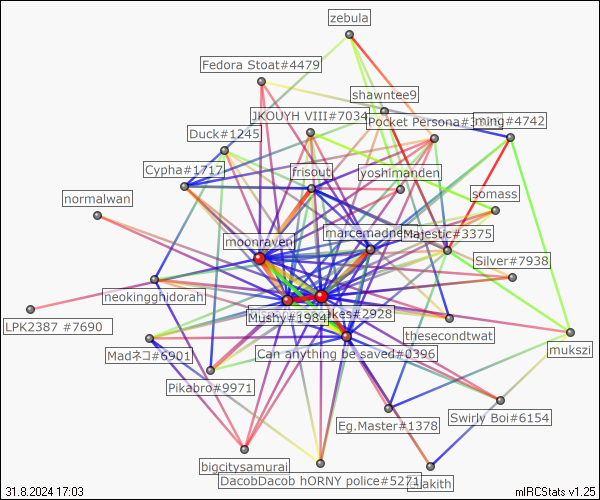 zebula
Fedora Stoat#4479
shawntee9
JKOUYH VIII#7034
Pocket
ming#4742
Duck#1245
Cypha#1717
frisout
yoshimanden
normalwan
somass
moonraven
marcemadne
Majestic#3375
Silver#7938
neokingghidorah
Mushy#1984
ikes#2928
LPK2387 #7690
thesecondtwat
Madネコ#6901
Can anything be saved#0396
mukszi
Pikabro#9971
Swirly Boi#6154
Eg.Master#1378
bigcitysamurai
DacobDacob hORNY police#5271
akith
31.8.2024 17:03
mIRCStats v1.25